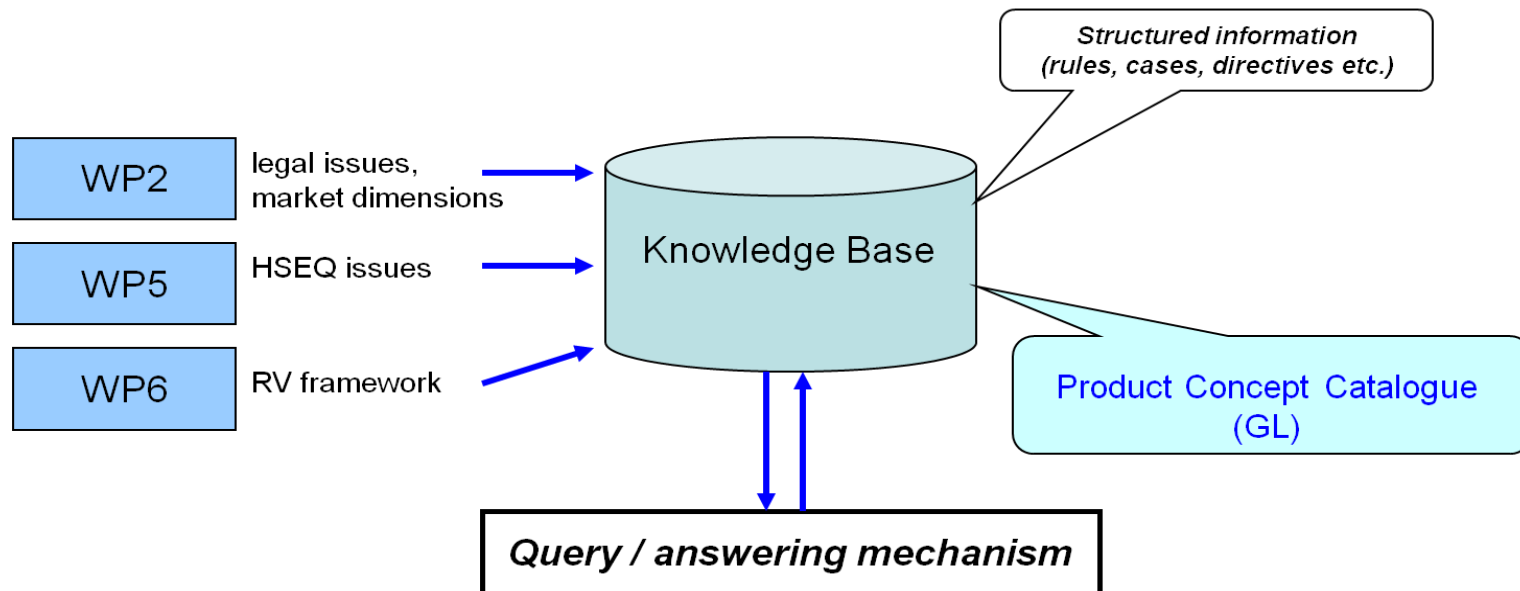 Structured information
(rules, cases, directives etc.)
WP2
legal issues,
market dimensions
WP5
HSEQ issues
WP6
RV framework
Knowledge Base
Product Concept Catalogue
(GL)
Query / answering mechanism